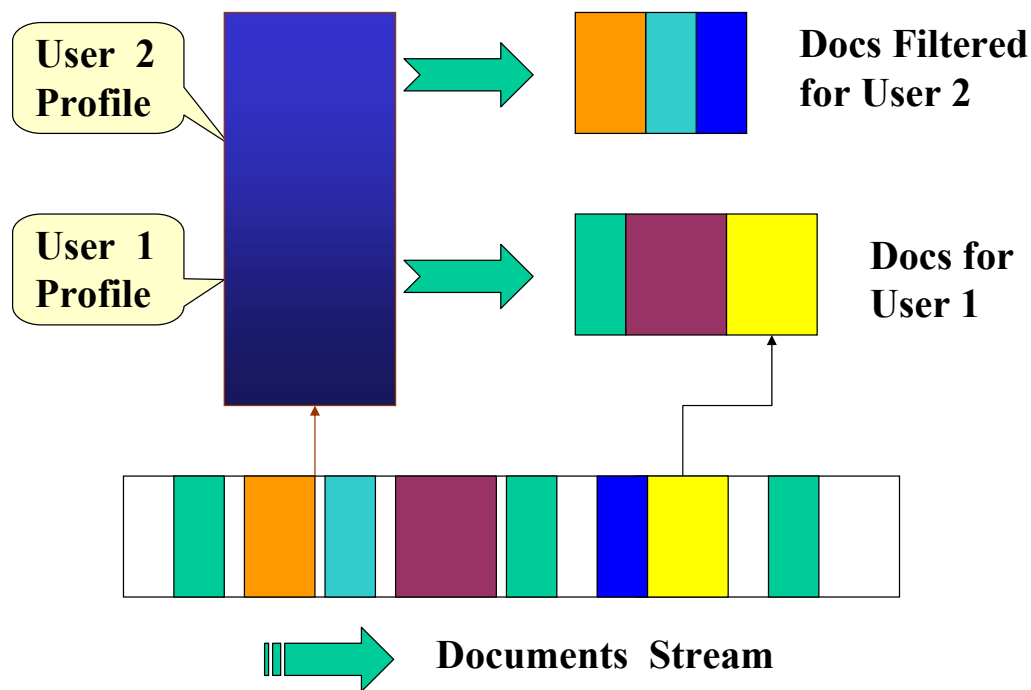 User 2
Profile
Docs Filtered
for User 2
User 1
Profile
Docs for
User 1
Documents Stream